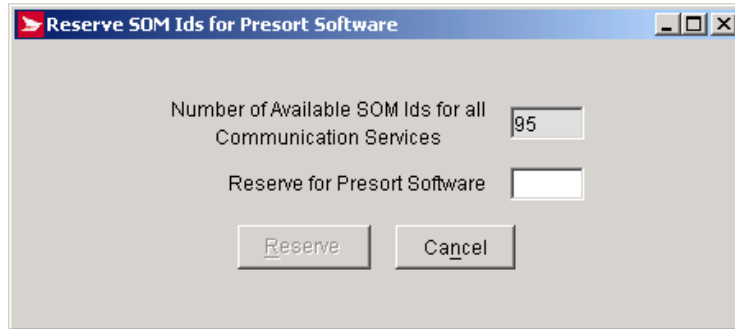 Reserve SOM Ids for Presort Software
Number of Available SOM Ids for all
Communication Services
95
Reserve for Presort Software
Reserve
Cancel